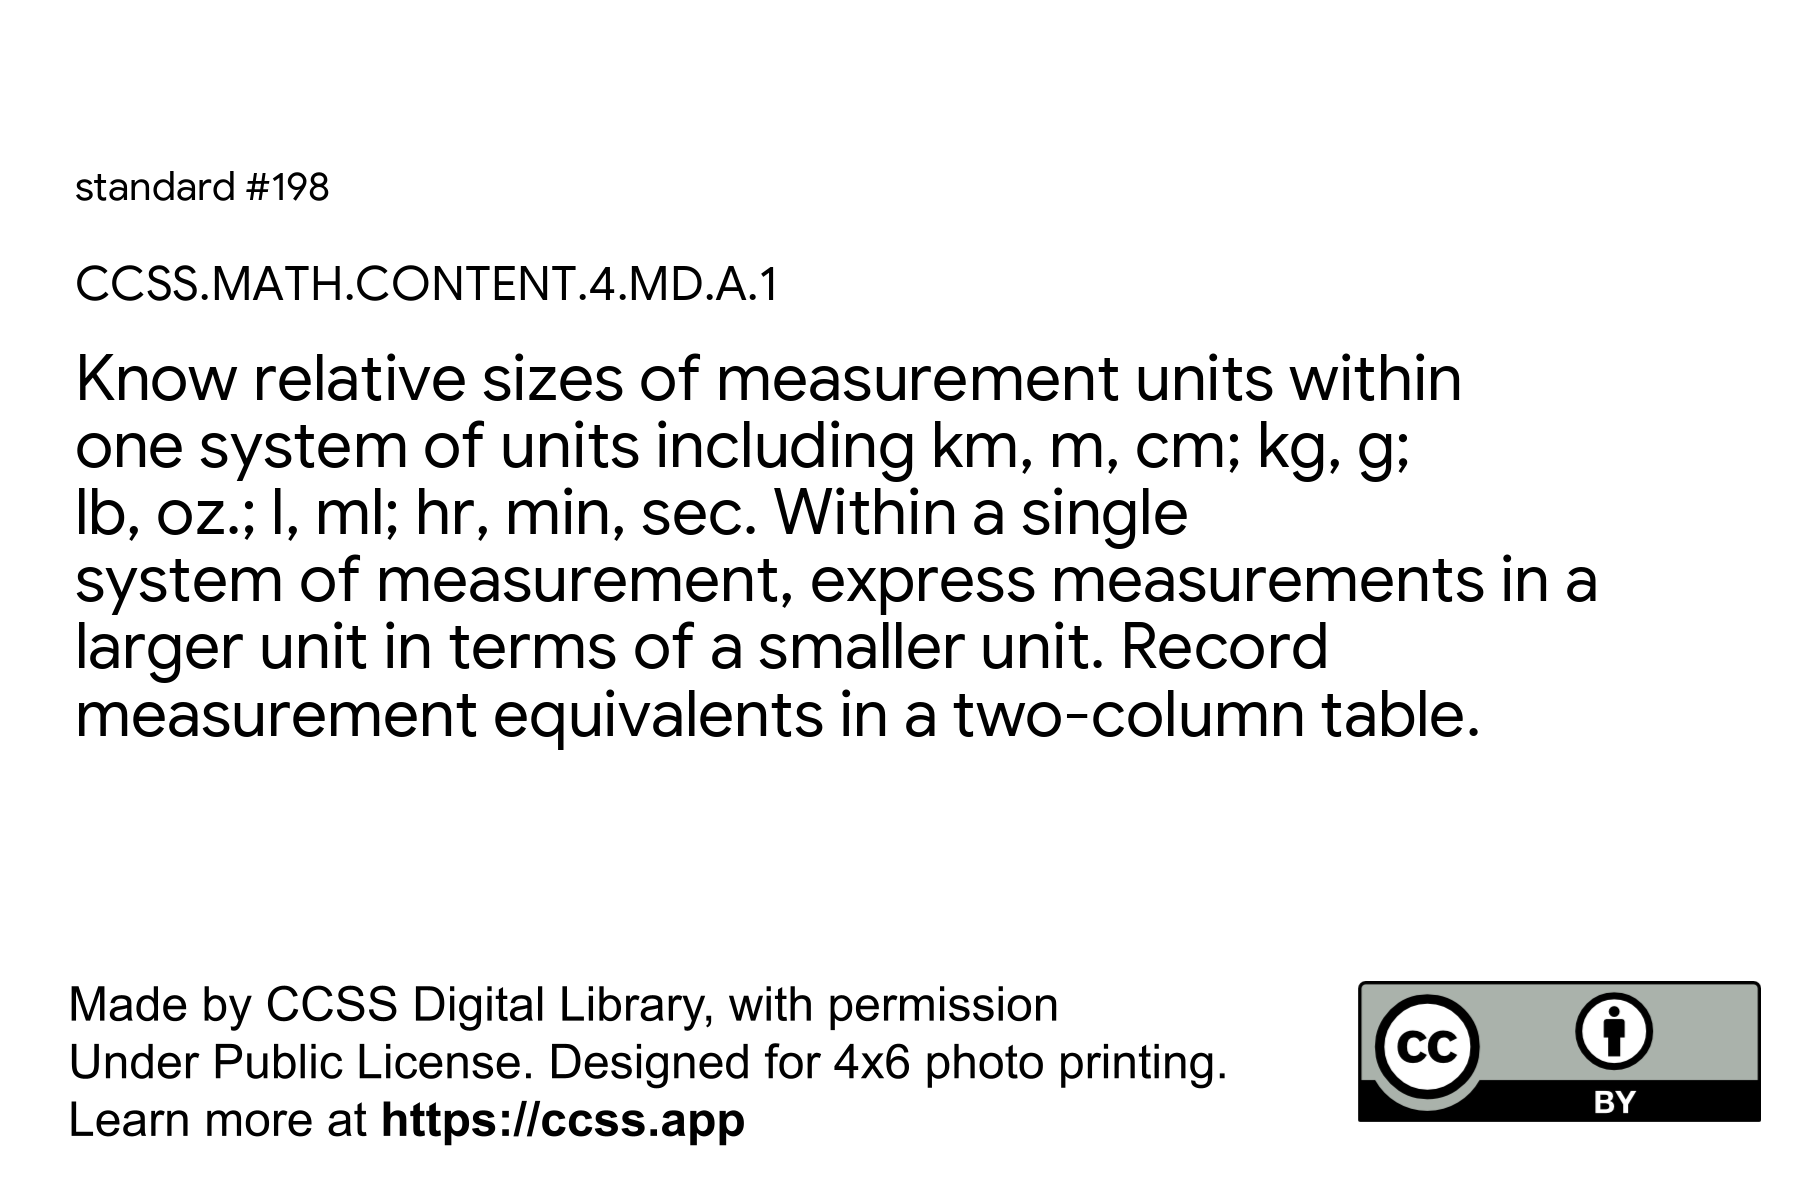 standard #198
CCSS.MATH.CONTENT.4.MD.A.1
Know relative sizes of measurement units within
one system of units including km, m, cm; kg, g;
lb, oz.; l, ml; hr, min, sec. Within a single
system of measurement, express measurements in a
larger unit in terms of a smaller unit. Record
measurement equivalents in a two-column table.
Made by CCSS Digital Library, with permission
Under Public License. Designed for 4x6 photo printing.
Learn more at https://ccss.app
cc
BY